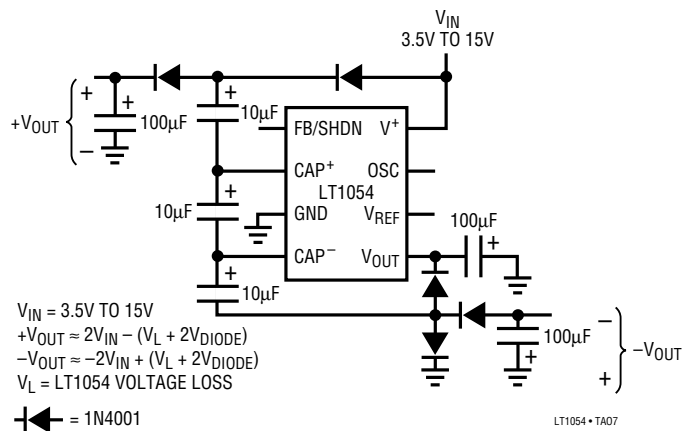 V_IN
3.5V TO 15V
+
+V_OUT
−
+
100µF
+
10µF
FB/SHDN V⁺
CAP⁺ OSC
LT1054
+
10µF
GND V_REF
CAP⁻ V_OUT
100µF
+
+
10µF
100µF
+
−
−V_OUT
+
V_IN = 3.5V TO 15V
+V_OUT ≈ 2V_IN – (V_L + 2V_DIODE)
–V_OUT ≈ –2V_IN + (V_L + 2V_DIODE)
V_L = LT1054 VOLTAGE LOSS
= 1N4001
LT1054 • TA07